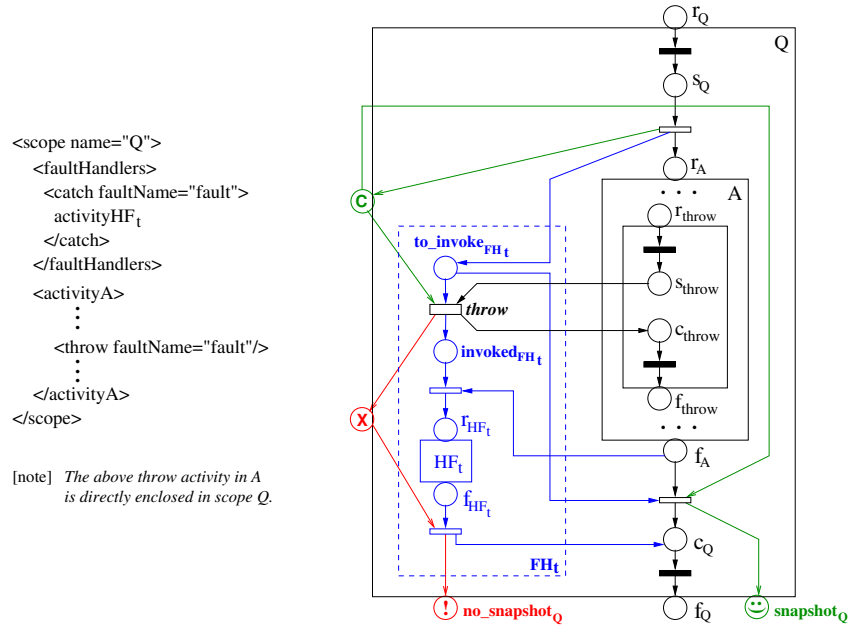 <scope name="Q">
<faultHandlers>
<catch faultName="fault">
activityHFt
</catch>
</faultHandlers>
<activityA>
<throw faultName="fault"/>
</activityA>
</scope>
[note] The above throw activity in A
is directly enclosed in scope Q.
rQ
Q
sQ
rA
A
C
rthrow
to_invokeFHt
sthrow
throw
cthrow
invokedFHt
fthrow
X
rHFt
HFt
fA
fHFt
cQ
FHt
! no_snapshotQ
fQ
snapshotQ